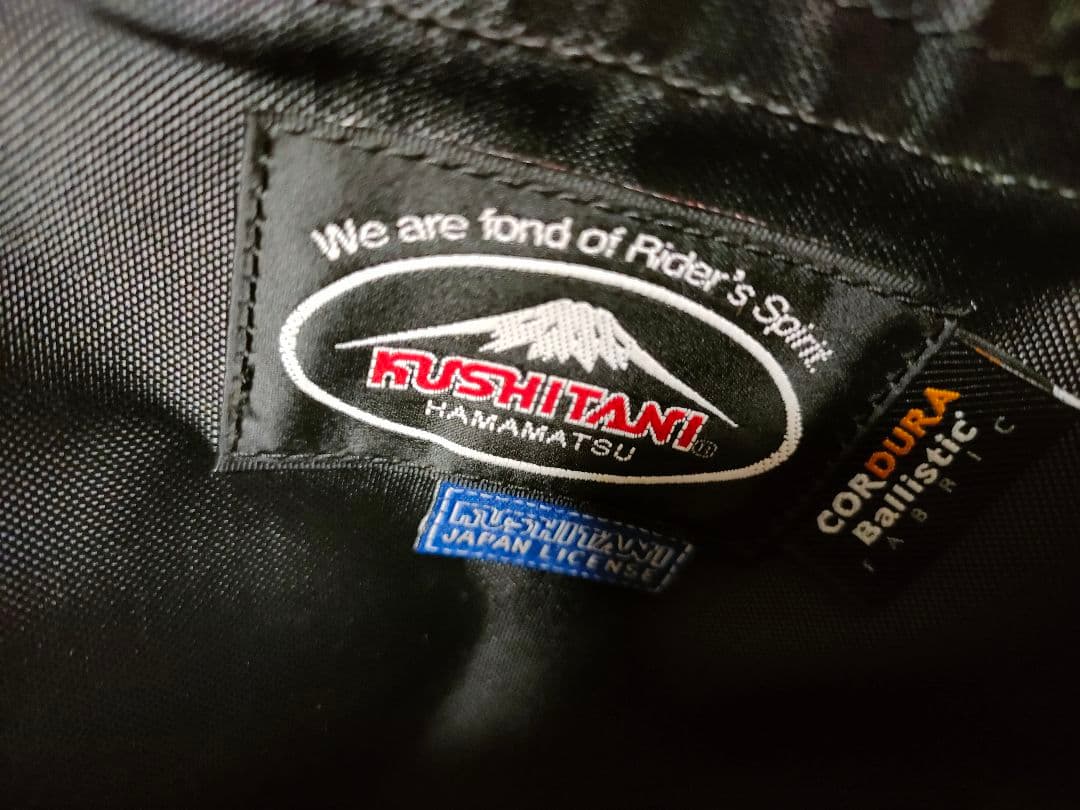 We are fond of Rider's Spirit.
KUSHITANI®
HAMAMATSU
KUSHITANI
JAPAN LICENSE
CORDURA
Ballistic.
FABRIC